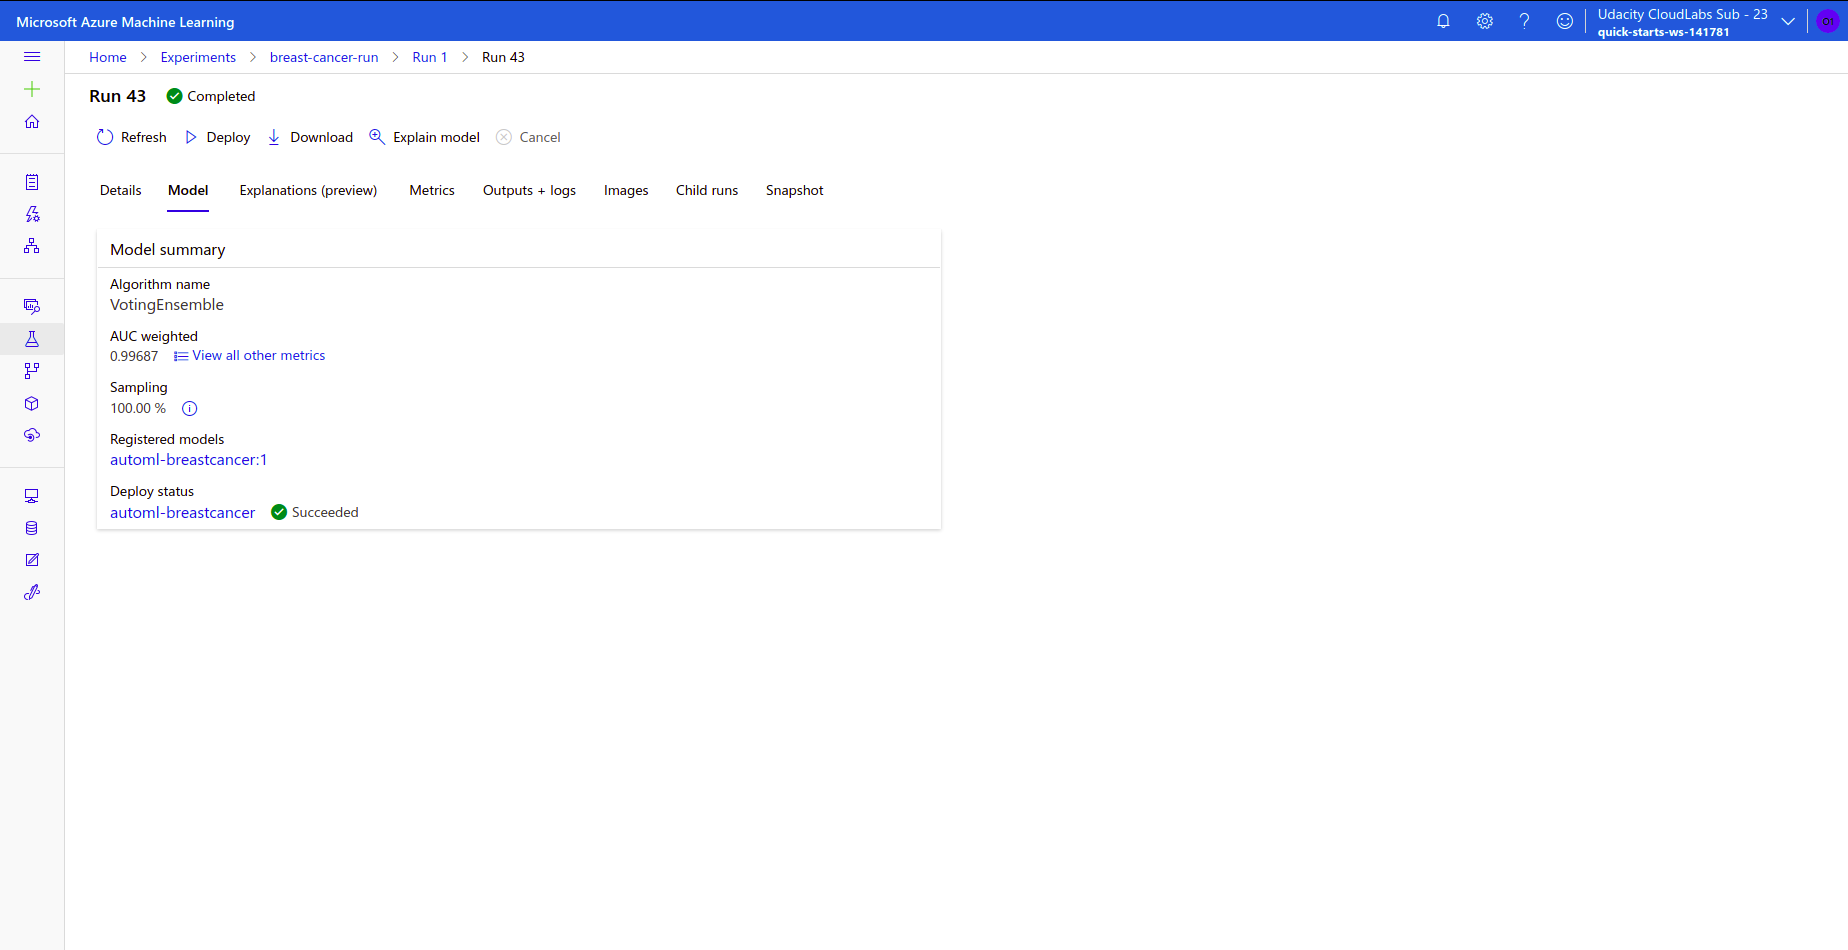 Microsoft Azure Machine Learning
Udacity CloudLabs Sub - 23
quick-starts-ws-141781
01
Home > Experiments > breast-cancer-run > Run 1 > Run 43
Run 43 Completed
Refresh Deploy Download Explain model Cancel
Details Model Explanations (preview) Metrics Outputs + logs Images Child runs Snapshot
Model summary
Algorithm name
VotingEnsemble
AUC weighted
0.99687 View all other metrics
Sampling
100.00 %
Registered models
automl-breastcancer:1
Deploy status
automl-breastcancer Succeeded